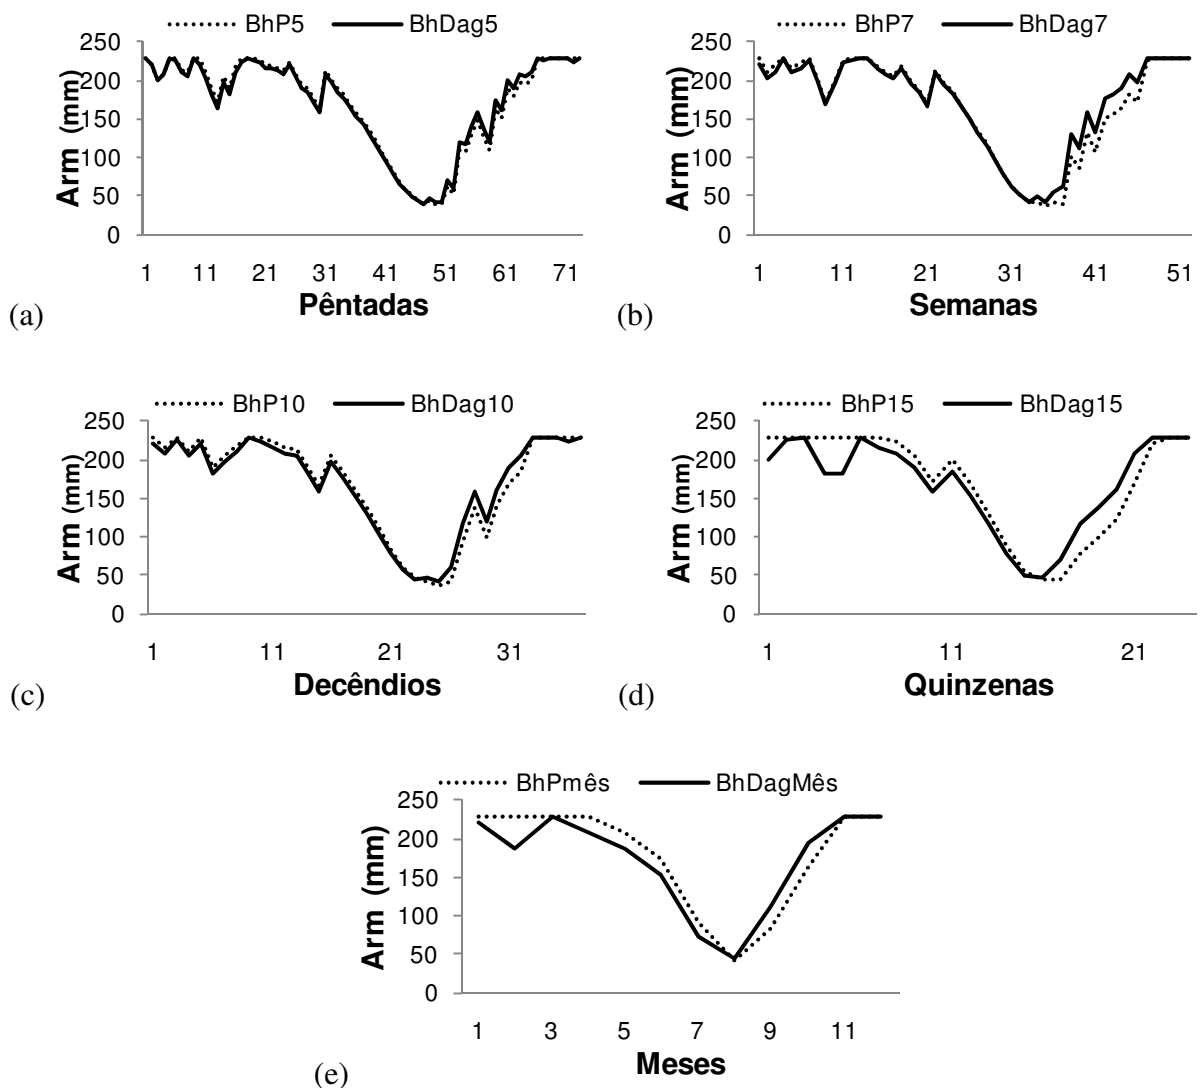 BhP5 BhDag5
250
200
150
100
50
0
Arm (mm)
1 11 21 31 41 51 61 71
Pêntadas
(a)
BhP7 BhDag7
250
200
150
100
50
0
Arm (mm)
1 11 21 31 41 51
Semanas
(b)
BhP10 BhDag10
250
200
150
100
50
0
Arm (mm)
1 11 21 31
Decêndios
(c)
BhP15 BhDag15
250
200
150
100
50
0
Arm (mm)
1 11 21
Quinzenas
(d)
BhPmês BhDagMês
250
200
150
100
50
0
Arm (mm)
1 3 5 7 9 11
Meses
(e)